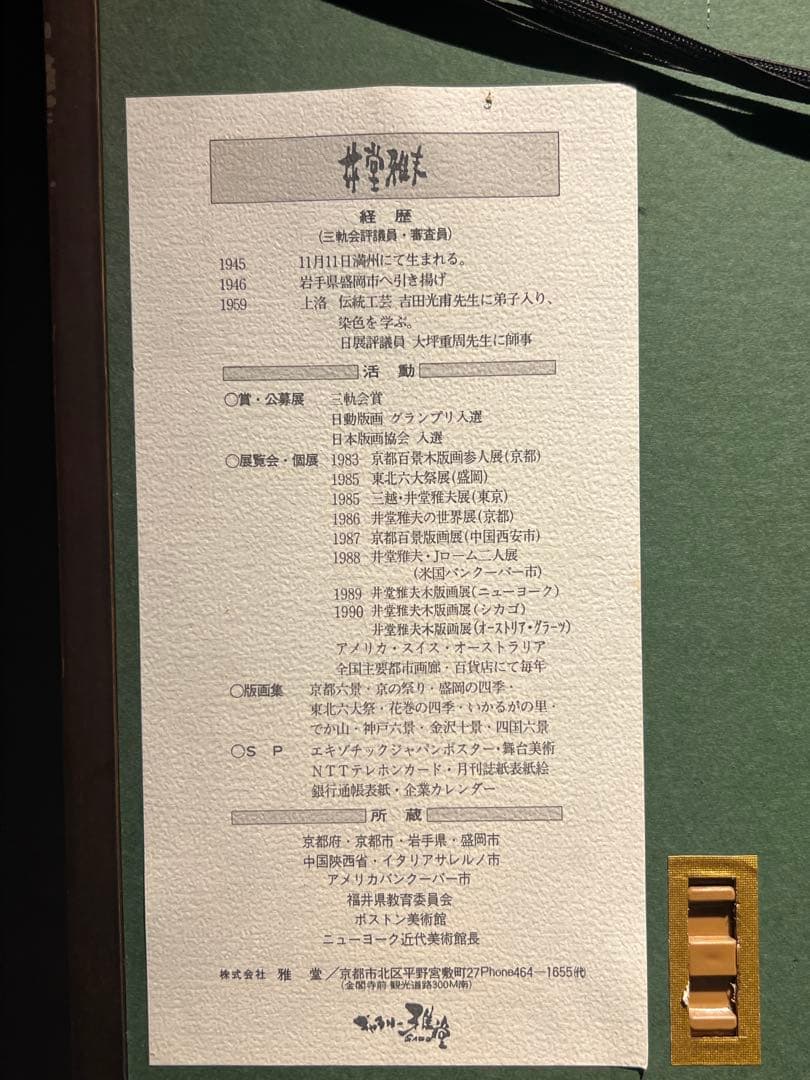 井堂雅夫
経 歴
(三軌会評議員・審査員)
1945 11月11日満州にて生まれる。
1946 岩手県盛岡市へ引き揚げ
1959 上洛 伝統工芸 吉田光甫先生に弟子入り、
染色を学ぶ。
日展評議員 大坪重周先生に師事
活 動
○賞・公募展 三軌会賞
日動版画 グランプリ入選
日本版画協会 入選
○展覧会・個展 1983 京都百景木版画参人展(京都)
1985 東北六大祭展(盛岡)
1985 三越・井堂雅夫展(東京)
1986 井堂雅夫の世界展(京都)
1987 京都百景版画展(中国西安市)
1988 井堂雅夫・Jローム二人展
(米国バンクーバー市)
1989 井堂雅夫木版画展(ニューヨーク)
1990 井堂雅夫木版画展(シカゴ)
井堂雅夫木版画展(オーストリア・グラーツ)
アメリカ・スイス・オーストラリア
全国主要都市画廊・百貨店にて毎年
○版画集 京都六景・京の祭り・盛岡の四季・
東北六大祭・花巻の四季・いかるがの里・
でか山・神戸六景・金沢十景・四国六景
○S P エキゾチックジャパンポスター・舞台美術
NTTテレホンカード・月刊誌紙表紙絵
銀行通帳表紙・企業カレンダー
所 蔵
京都府・京都市・岩手県・盛岡市
中国陝西省・イタリアサレルノ市
アメリカバンクーバー市
福井県教育委員会
ボストン美術館
ニューヨーク近代美術館長
株式会社 雅 堂/京都市北区平野宮敷町27Phone464-1655(代)
(金閣寺前 観光道路300M南)
ギャラリー雅堂
GADO